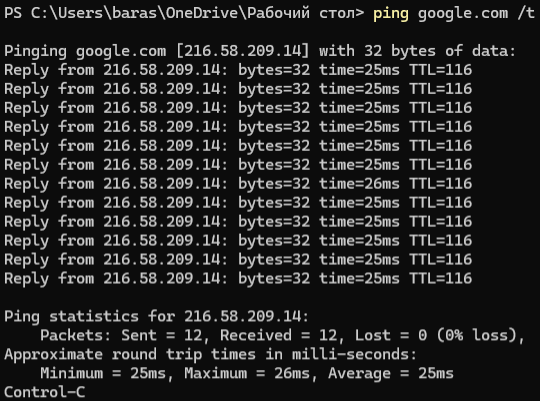 PS C:\Users\baras\OneDrive\Рабочий стол> ping google.com /t
Pinging google.com [216.58.209.14] with 32 bytes of data:
Reply from 216.58.209.14: bytes=32 time=25ms TTL=116
Reply from 216.58.209.14: bytes=32 time=25ms TTL=116
Reply from 216.58.209.14: bytes=32 time=25ms TTL=116
Reply from 216.58.209.14: bytes=32 time=25ms TTL=116
Reply from 216.58.209.14: bytes=32 time=25ms TTL=116
Reply from 216.58.209.14: bytes=32 time=25ms TTL=116
Reply from 216.58.209.14: bytes=32 time=26ms TTL=116
Reply from 216.58.209.14: bytes=32 time=25ms TTL=116
Reply from 216.58.209.14: bytes=32 time=25ms TTL=116
Reply from 216.58.209.14: bytes=32 time=25ms TTL=116
Reply from 216.58.209.14: bytes=32 time=25ms TTL=116
Reply from 216.58.209.14: bytes=32 time=25ms TTL=116
Ping statistics for 216.58.209.14:
    Packets: Sent = 12, Received = 12, Lost = 0 (0% loss),
Approximate round trip times in milli-seconds:
    Minimum = 25ms, Maximum = 26ms, Average = 25ms
Control-C